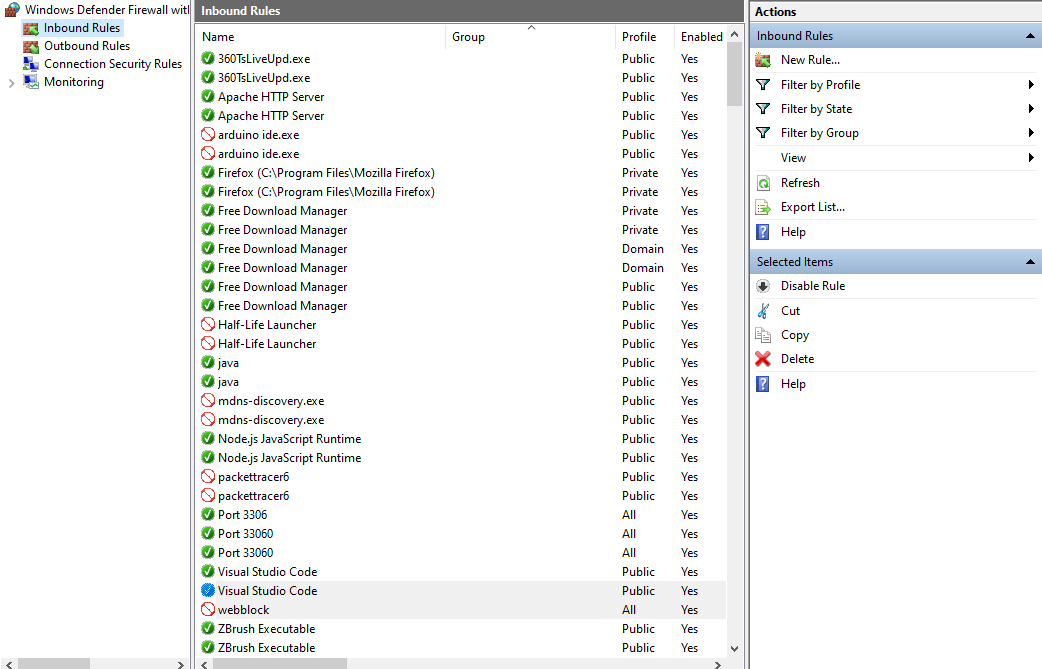 Windows Defender Firewall with
Inbound Rules
Outbound Rules
Connection Security Rules
Monitoring
Inbound Rules
Name Group Profile Enabled
360TsLiveUpd.exe Public Yes
360TsLiveUpd.exe Public Yes
Apache HTTP Server Public Yes
Apache HTTP Server Public Yes
arduino ide.exe Public Yes
arduino ide.exe Public Yes
Firefox (C:\Program Files\Mozilla Firefox) Private Yes
Firefox (C:\Program Files\Mozilla Firefox) Private Yes
Free Download Manager Private Yes
Free Download Manager Private Yes
Free Download Manager Domain Yes
Free Download Manager Domain Yes
Free Download Manager Public Yes
Free Download Manager Public Yes
Half-Life Launcher Public Yes
Half-Life Launcher Public Yes
java Public Yes
java Public Yes
mdns-discovery.exe Public Yes
mdns-discovery.exe Public Yes
Node.js JavaScript Runtime Public Yes
Node.js JavaScript Runtime Public Yes
packettracer6 Public Yes
packettracer6 Public Yes
Port 3306 All Yes
Port 33060 All Yes
Port 33060 All Yes
Visual Studio Code Public Yes
Visual Studio Code Public Yes
webblock All Yes
ZBrush Executable Public Yes
ZBrush Executable Public Yes
Actions
Inbound Rules
New Rule...
Filter by Profile
Filter by State
Filter by Group
View
Refresh
Export List...
Help
Selected Items
Disable Rule
Cut
Copy
Delete
Help